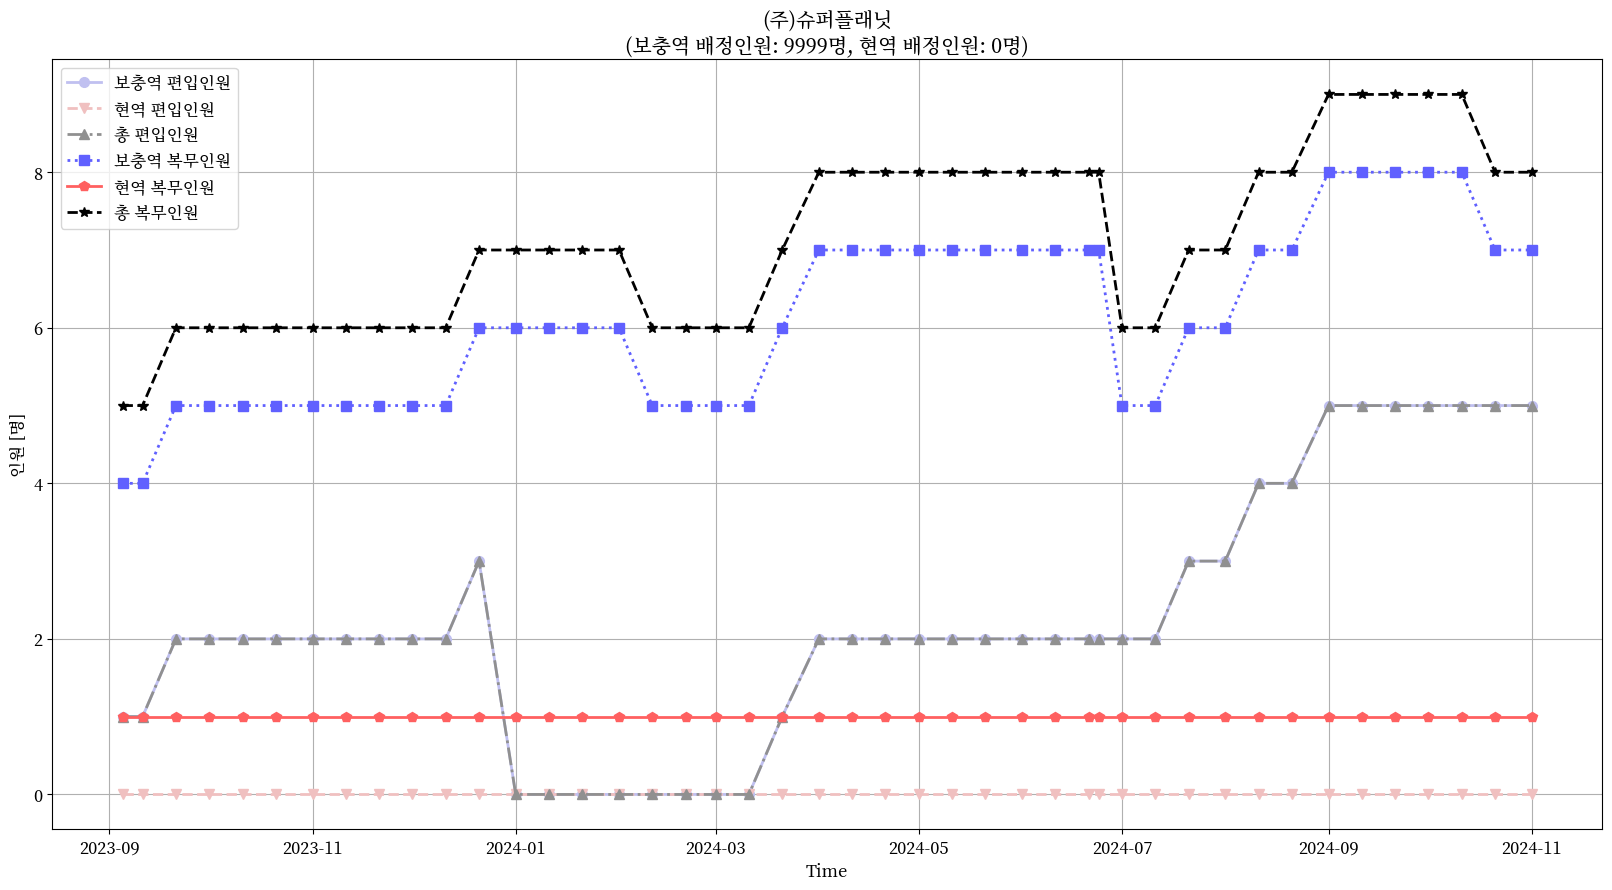 (주)슈퍼플래닛
(보충역 배정인원: 9999명, 현역 배정인원: 0명)
보충역 편입인원
현역 편입인원
총 편입인원
보충역 복무인원
현역 복무인원
총 복무인원
인원 [명]
8
6
4
2
0
2023-09
2023-11
2024-01
2024-03
2024-05
2024-07
2024-09
2024-11
Time